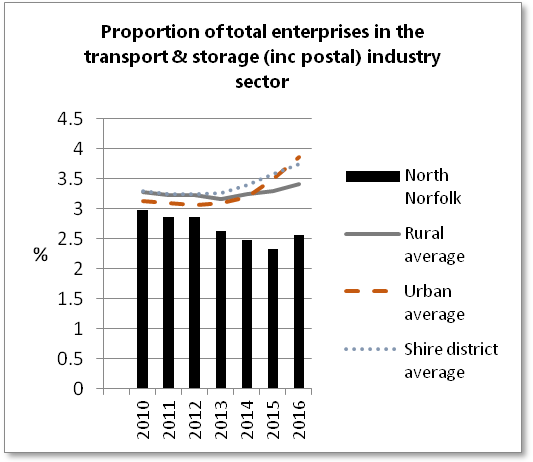 Proportion of total enterprises in the
transport & storage (inc postal) industry
sector
4.5
4
3.5
3
2.5
2
1.5
1
0.5
0
%
2010
2011
2012
2013
2014
2015
2016
North
Norfolk
Rural
average
Urban
average
Shire district
average